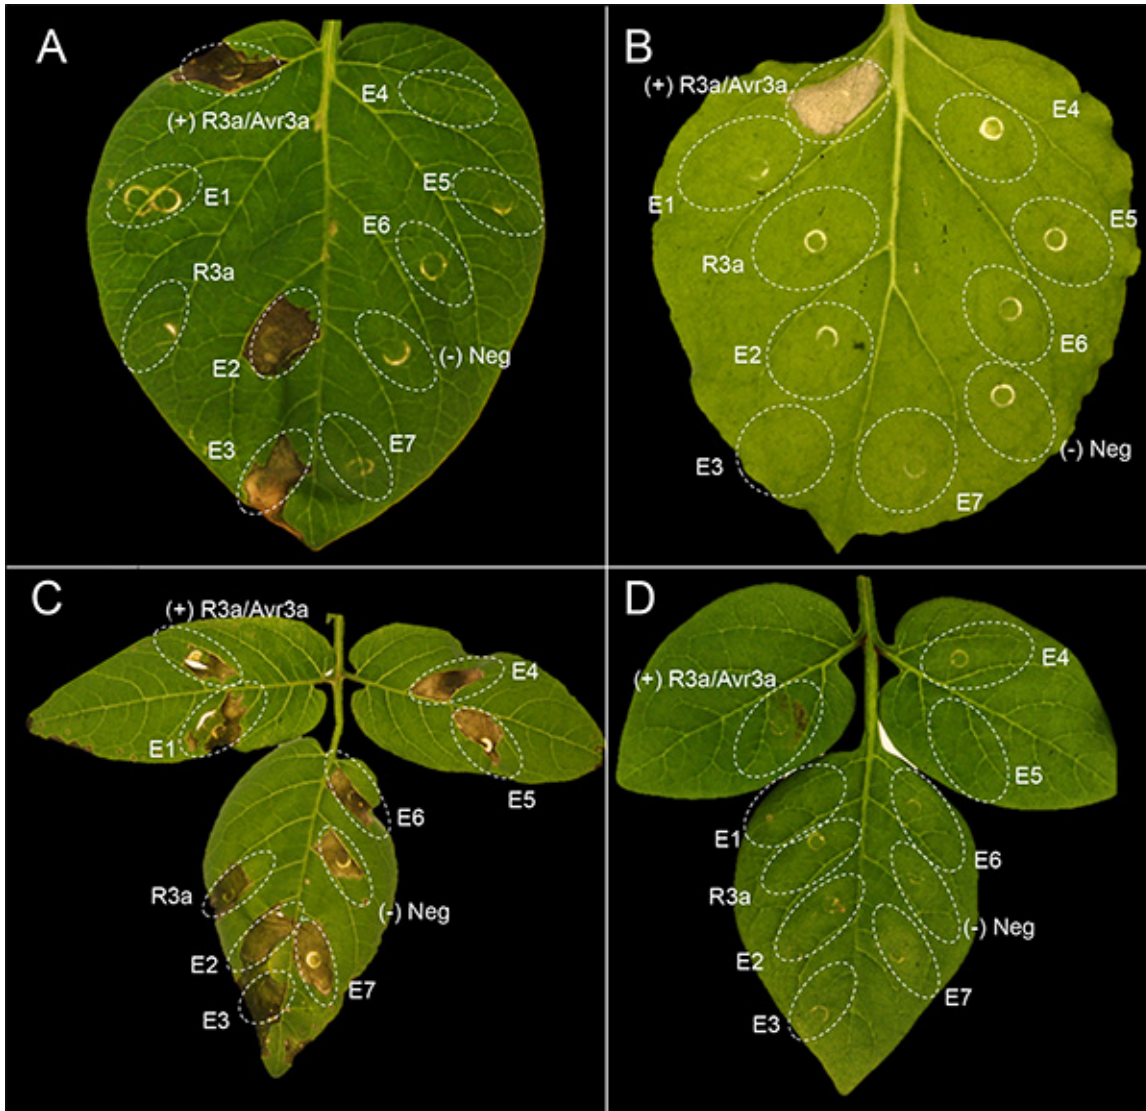 A
(+) R3a/Avr3a
E4
E1
E5
E6
R3a
E2
(-) Neg
E3
E7
B
(+) R3a/Avr3a
E4
E1
E5
R3a
E6
E2
(-) Neg
E3
E7
C
(+) R3a/Avr3a
E4
E1
E5
E6
R3a
(-) Neg
E2
E7
E3
D
E4
(+) R3a/Avr3a
E5
E1
E6
R3a
(-) Neg
E2
E7
E3